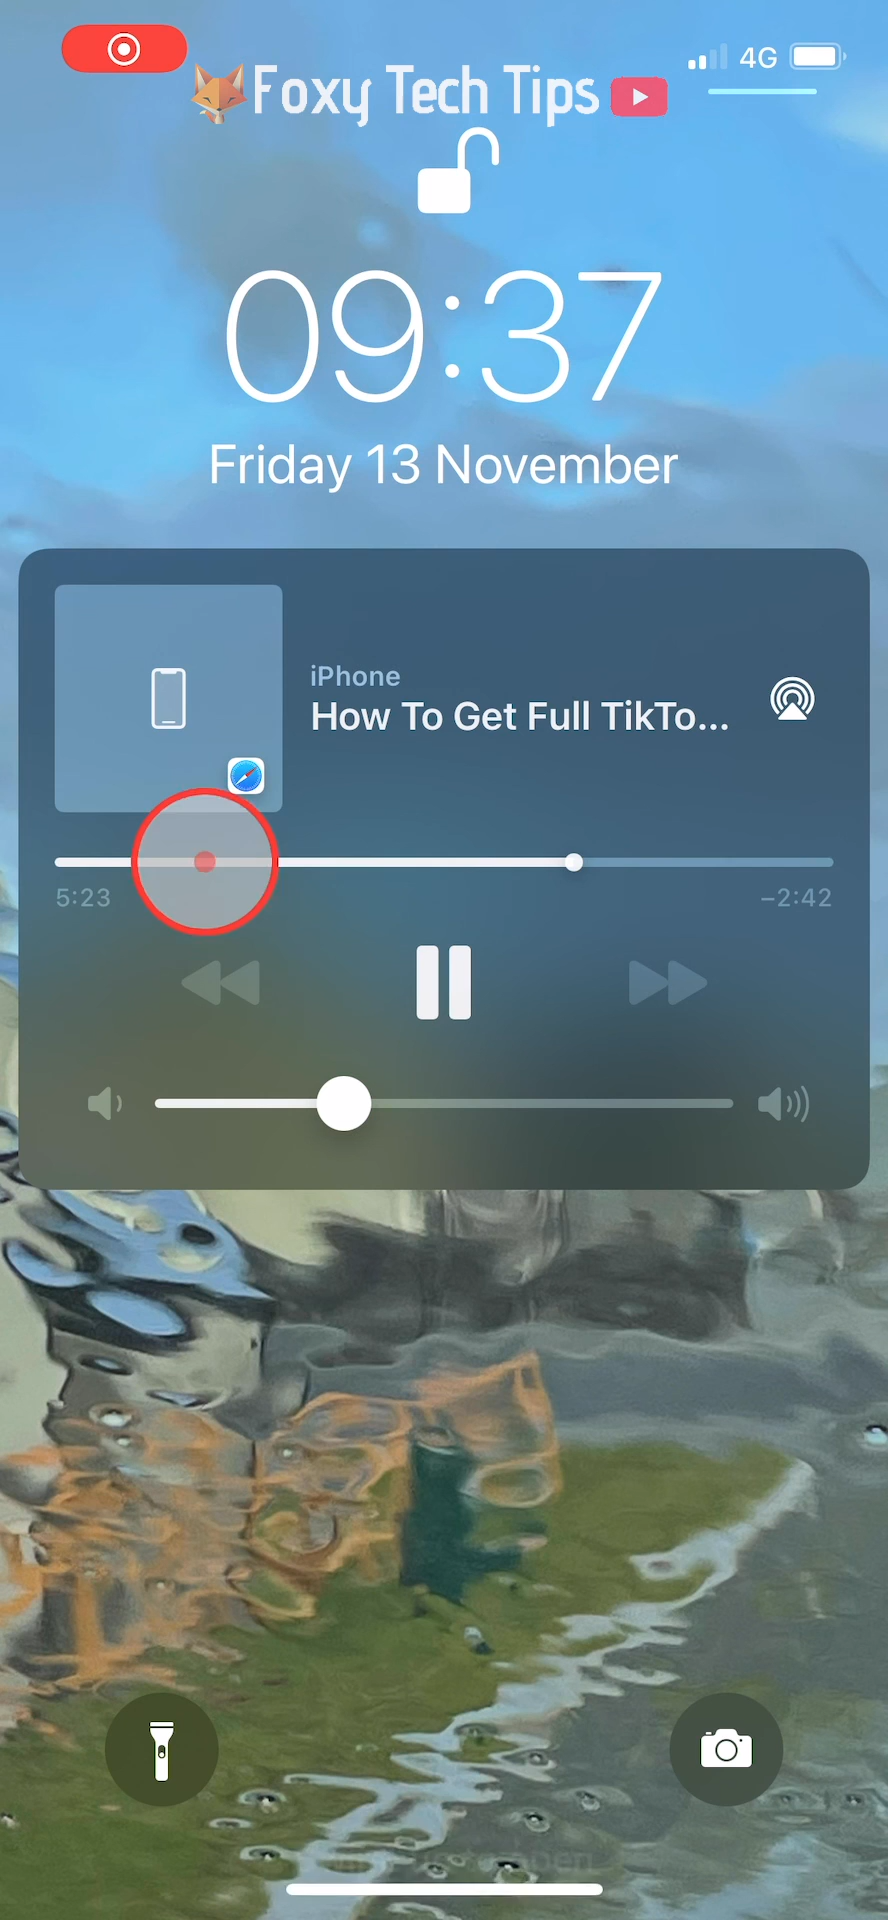 4G
Foxy Tech Tips
09:37
Friday 13 November
iPhone
How To Get Full TikTo...
5:23
−2:42